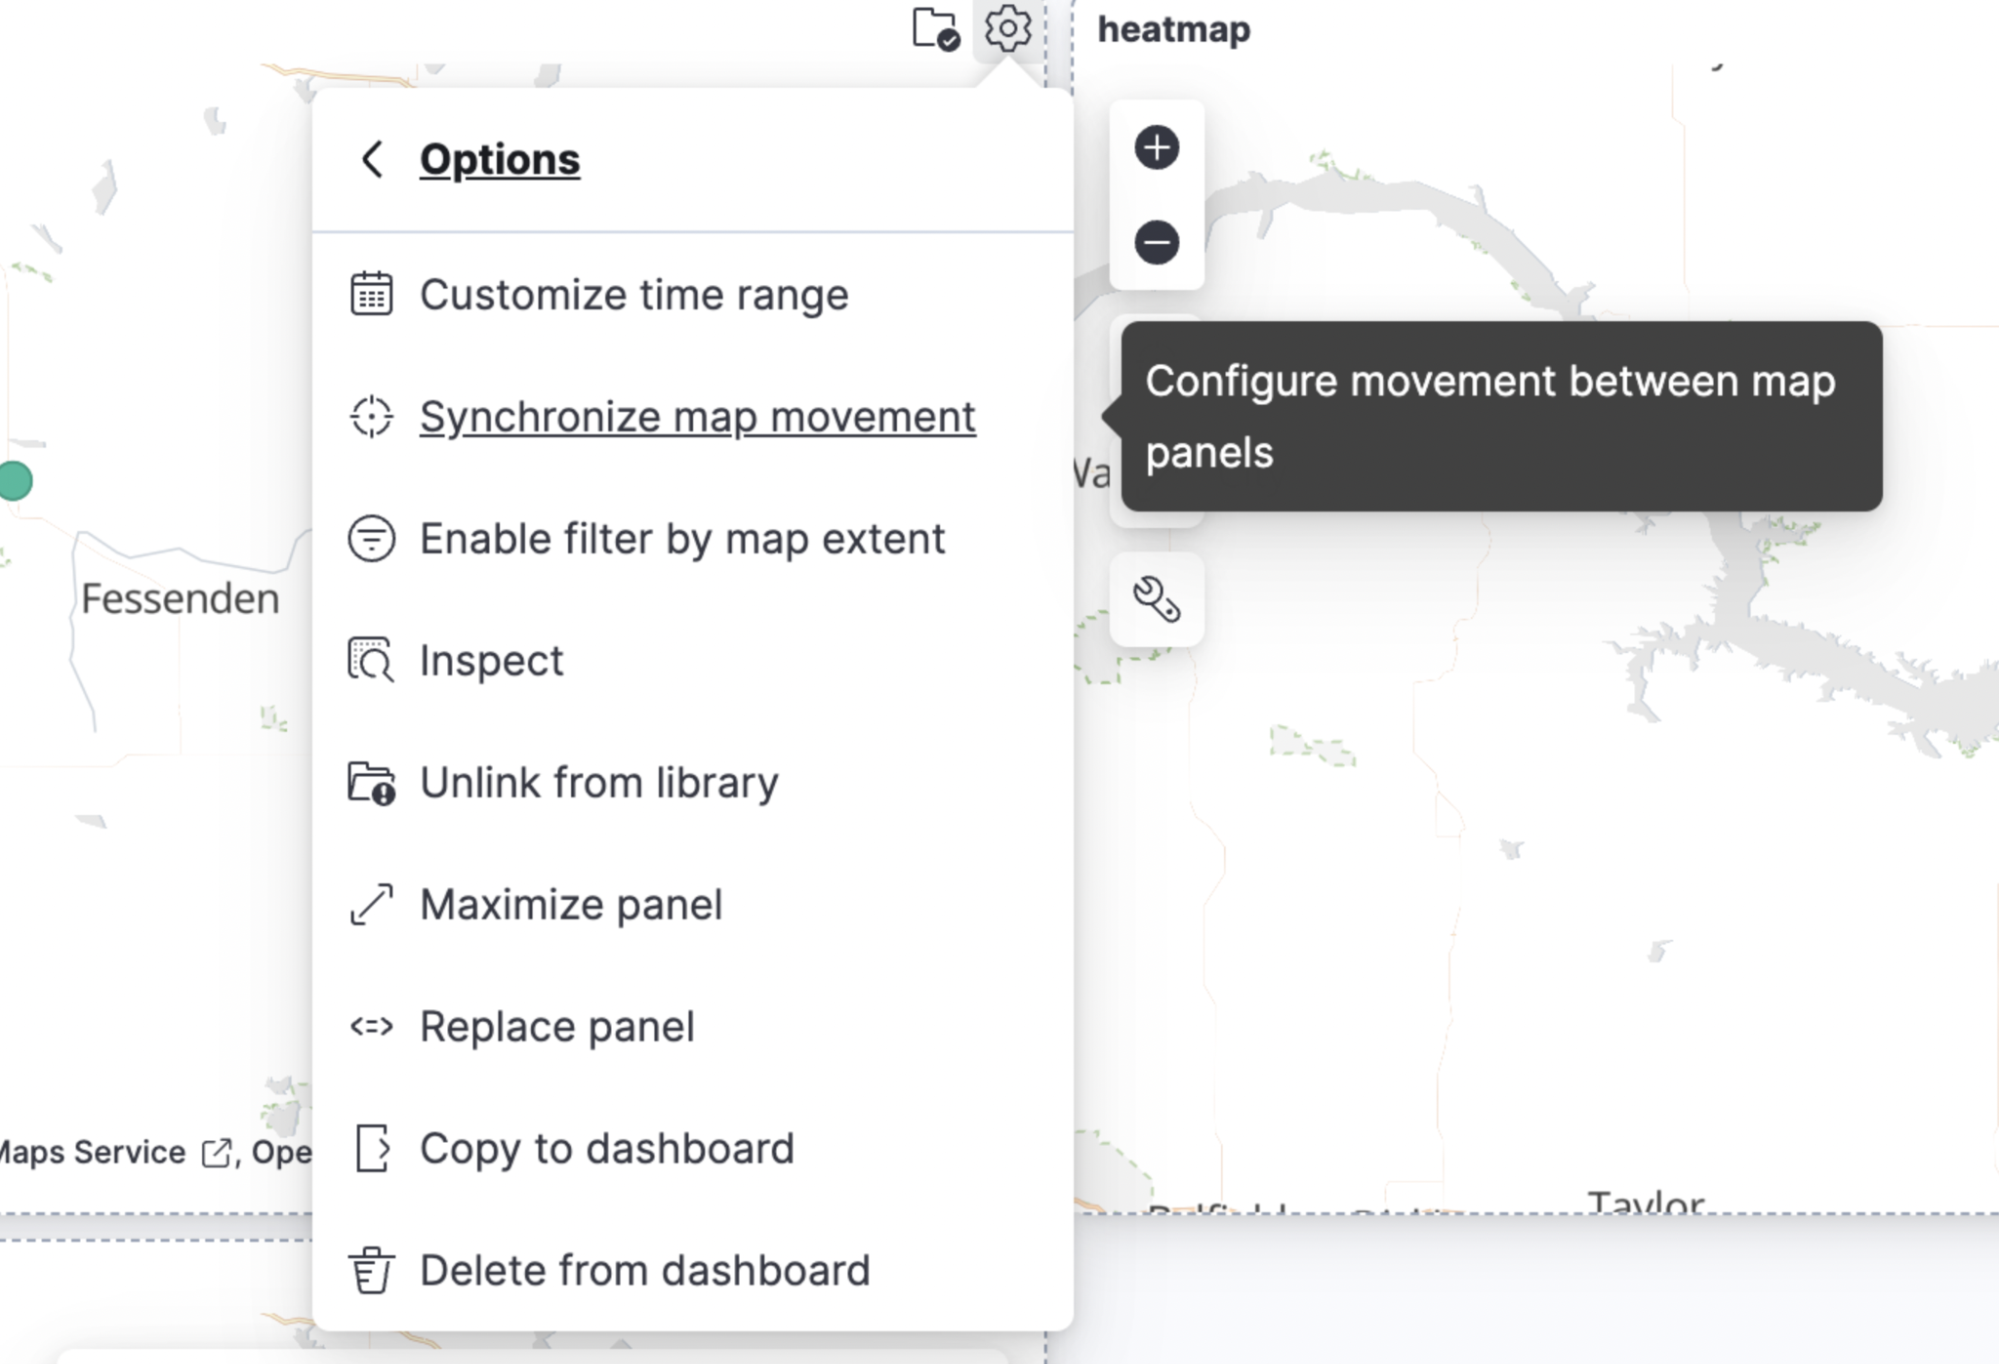 heatmap
Options
Customize time range
Synchronize map movement
Configure movement between map
panels
Enable filter by map extent
Fessenden
Inspect
Unlink from library
Maximize panel
Replace panel
Copy to dashboard
Maps Service, Ope
Taylor
Delete from dashboard